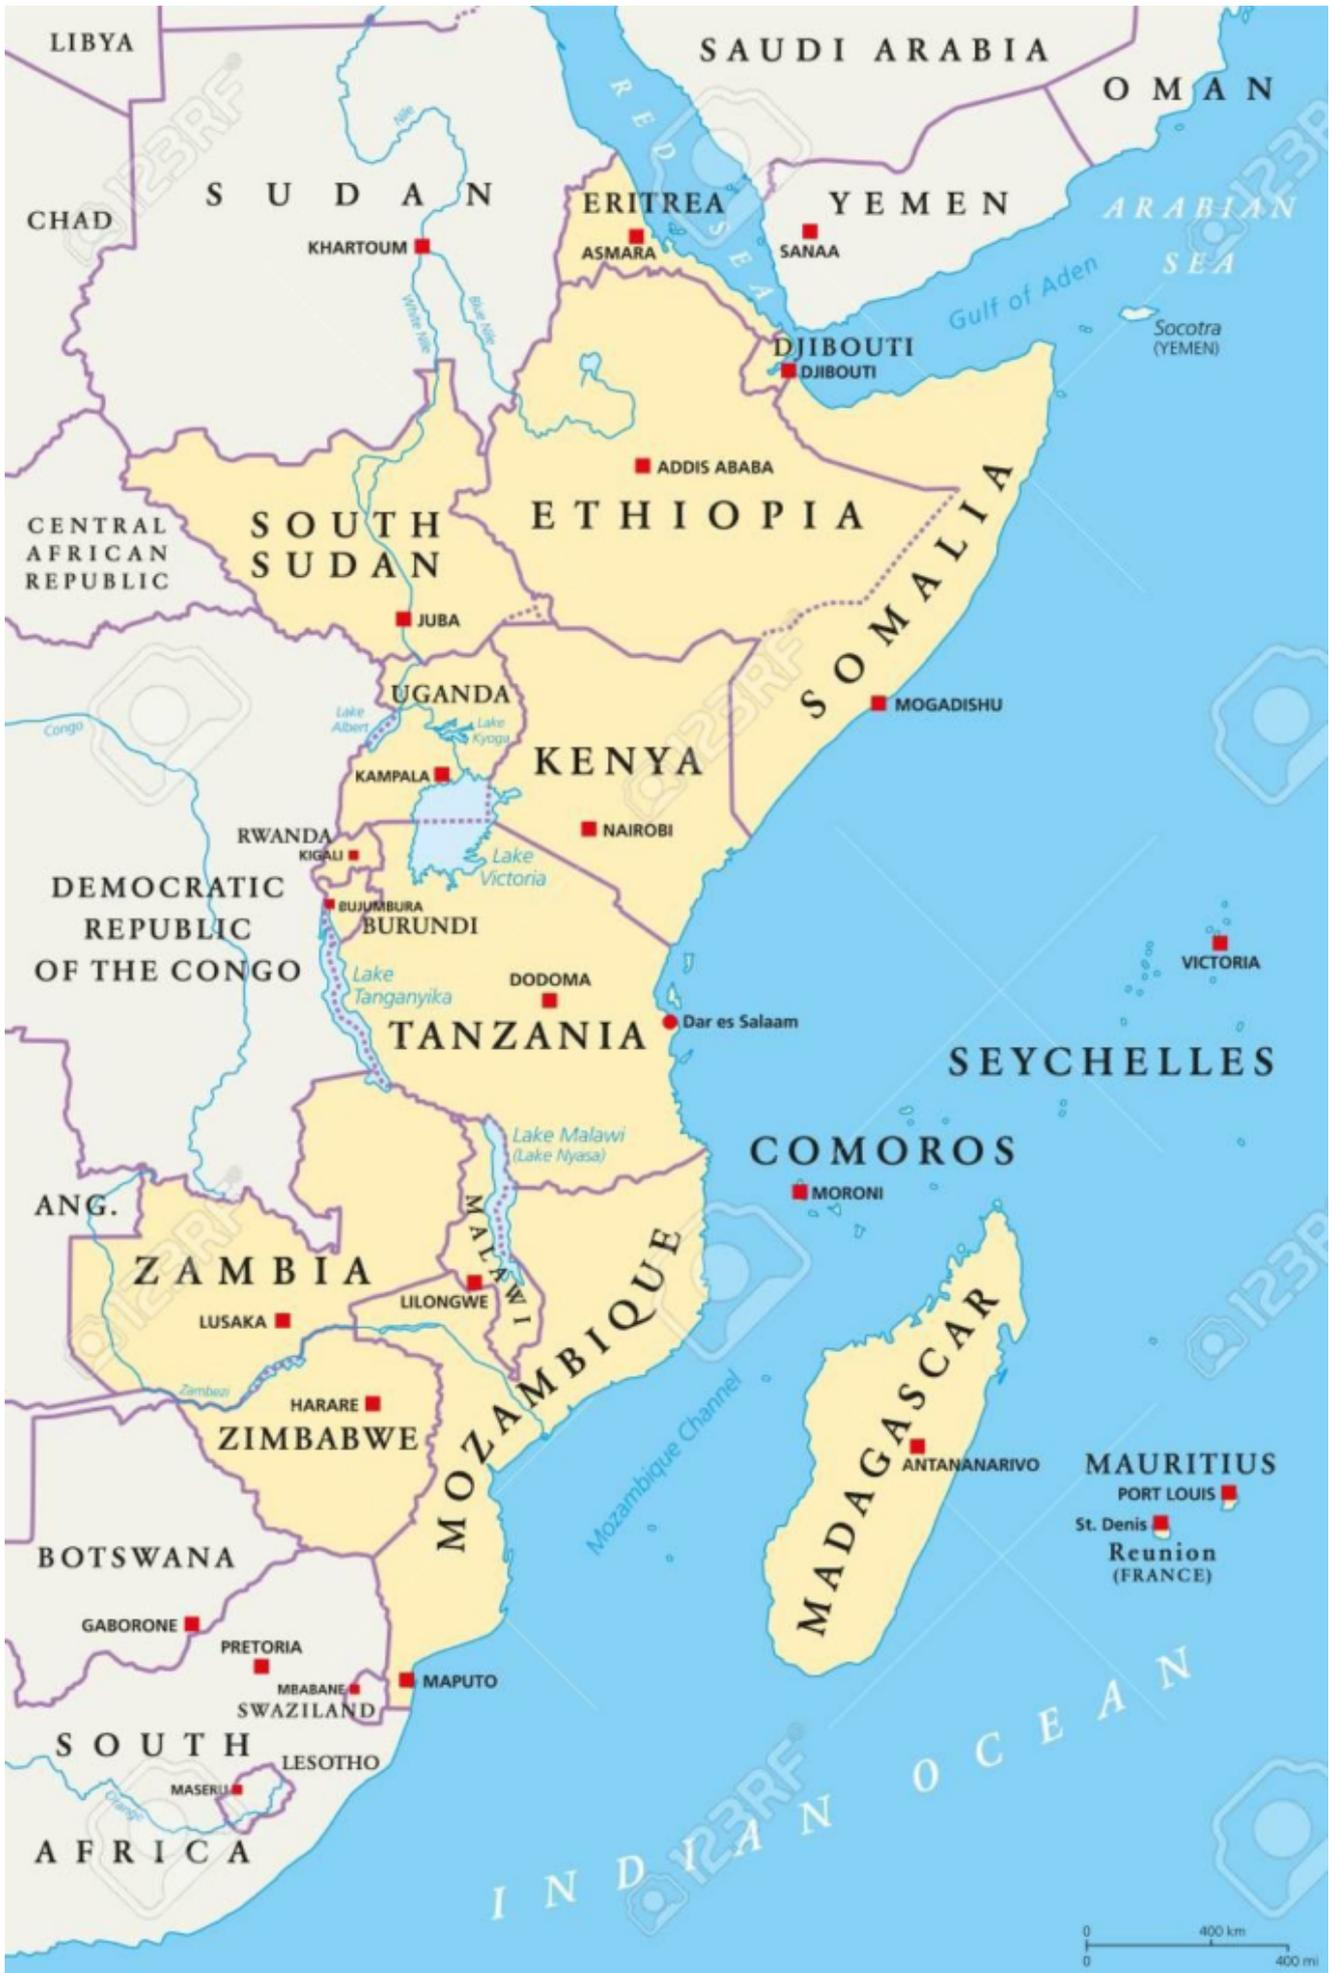 LIBYA
SAUDI ARABIA
OMAN
RED SEA
Nile
SUDAN
CHAD
ERITREA
ASMARA
YEMEN
SANAA
ARABIAN
SEA
KHARTOUM
White Nile
Blue Nile
Gulf of Aden
Socotra
(YEMEN)
DJIBOUTI
DJIBOUTI
ADDIS ABABA
ETHIOPIA
SOMALIA
CENTRAL
AFRICAN
REPUBLIC
SOUTH
SUDAN
JUBA
UGANDA
Lake
Albert
Lake
Kyoga
MOGADISHU
Congo
KENYA
KAMPALA
NAIROBI
RWANDA
KIGALI
Lake
Victoria
DEMOCRATIC
REPUBLIC
OF THE CONGO
BUJUMBURA
BURUNDI
VICTORIA
Lake
Tanganyika
DODOMA
Dar es Salaam
TANZANIA
SEYCHELLES
Lake Malawi
(Lake Nyasa)
COMOROS
MORONI
ANG.
MALAWI
ZAMBIA
LILONGWE
LUSAKA
MOZAMBIQUE
MADAGASCAR
Zambezi
HARARE
ZIMBABWE
Mozambique Channel
ANTANANARIVO
MAURITIUS
PORT LOUIS
St. Denis
Reunion
(FRANCE)
BOTSWANA
GABORONE
PRETORIA
MBABANE
SWAZILAND
MAPUTO
SOUTH
AFRICA
LESOTHO
MASERU
Orange
INDIAN OCEAN
0 400 km
0 400 mi
123RF
123RF
123RF
123RF
123RF
123RF